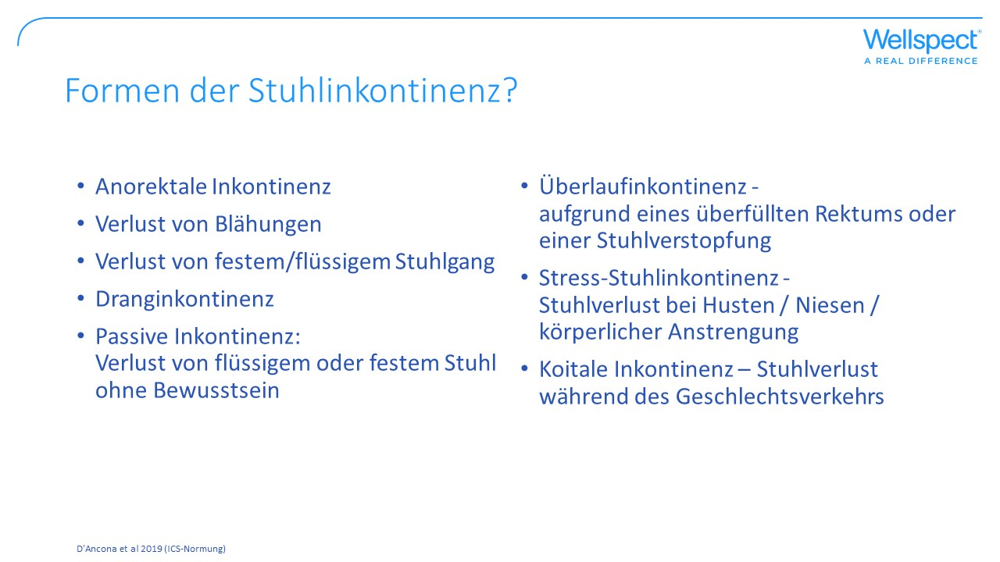 Wellspect®
A REAL DIFFERENCE
Formen der Stuhlinkontinenz?
• Anorektale Inkontinenz
• Verlust von Blähungen
• Verlust von festem/flüssigem Stuhlgang
• Dranginkontinenz
• Passive Inkontinenz:
Verlust von flüssigem oder festem Stuhl
ohne Bewusstsein
• Überlaufinkontinenz -
aufgrund eines überfüllten Rektums oder
einer Stuhlverstopfung
• Stress-Stuhlinkontinenz -
Stuhlverlust bei Husten / Niesen /
körperlicher Anstrengung
• Koitale Inkontinenz – Stuhlverlust
während des Geschlechtsverkehrs
D'Ancona et al 2019 (ICS-Normung)